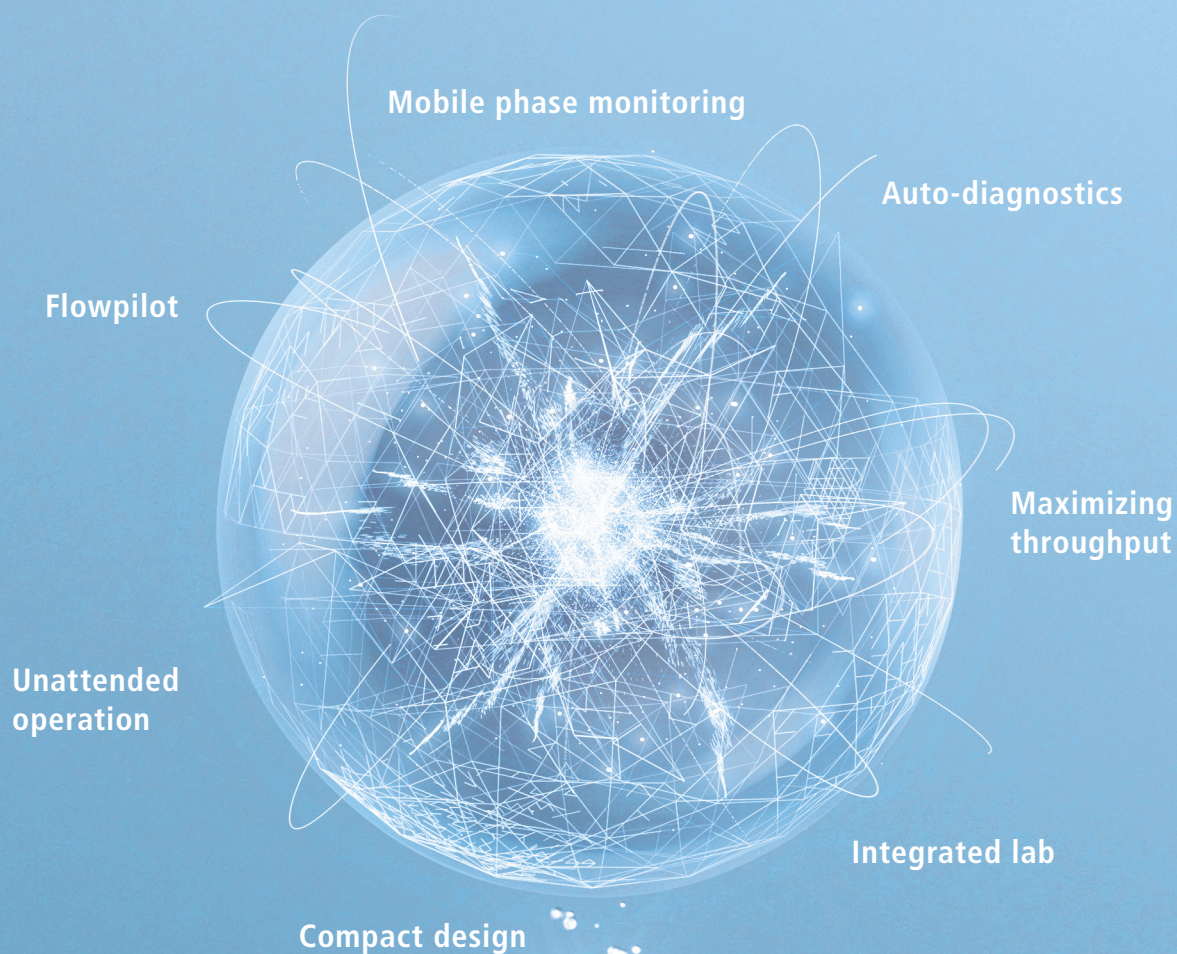 Mobile phase monitoring
Auto-diagnostics
Flowpilot
Maximizing
throughput
Unattended
operation
Integrated lab
Compact design